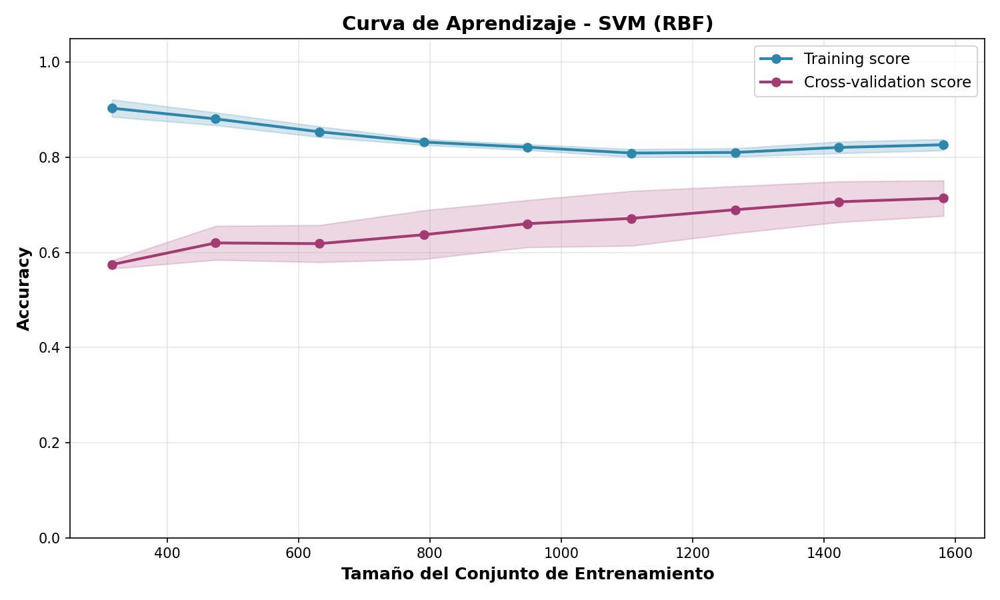 Curva de Aprendizaje - SVM (RBF)
Training score
Cross-validation score
Accuracy
1.0
0.8
0.6
0.4
0.2
0.0
400
600
800
1000
1200
1400
1600
Tamaño del Conjunto de Entrenamiento